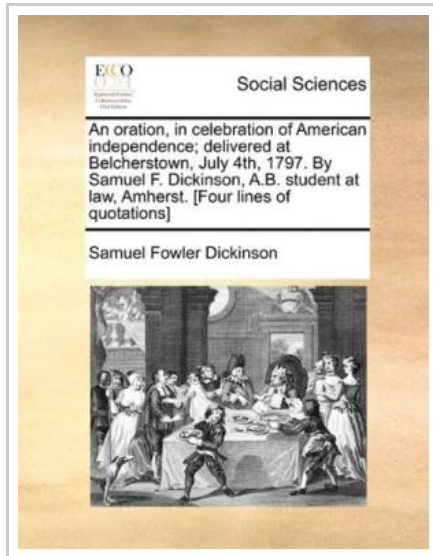 ECCO
Social Sciences
An oration, in celebration of American
independence; delivered at
Belcherstown, July 4th, 1797. By
Samuel F. Dickinson, A.B. student at
law, Amherst. [Four lines of
quotations]
Samuel Fowler Dickinson